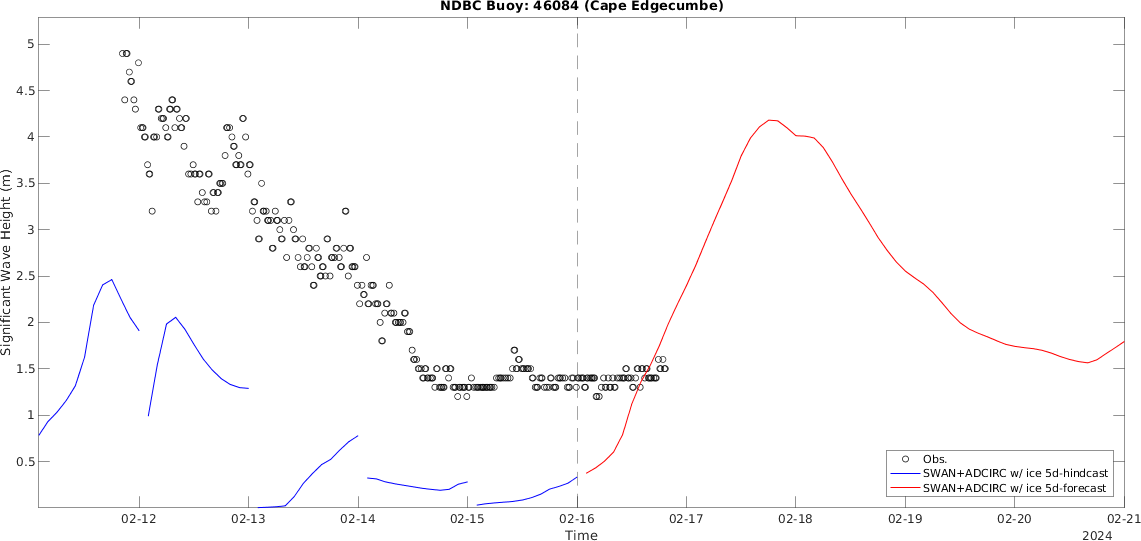 NDBC Buoy: 46084 (Cape Edgecumbe)
5
4.5
4
3.5
3
2.5
2
1.5
1
0.5
Significant Wave Height (m)
Obs.
SWAN+ADCIRC w/ ice 5d-hindcast
SWAN+ADCIRC w/ ice 5d-forecast
02-12 02-13 02-14 02-15 02-16 02-17 02-18 02-19 02-20 02-21
Time
2024